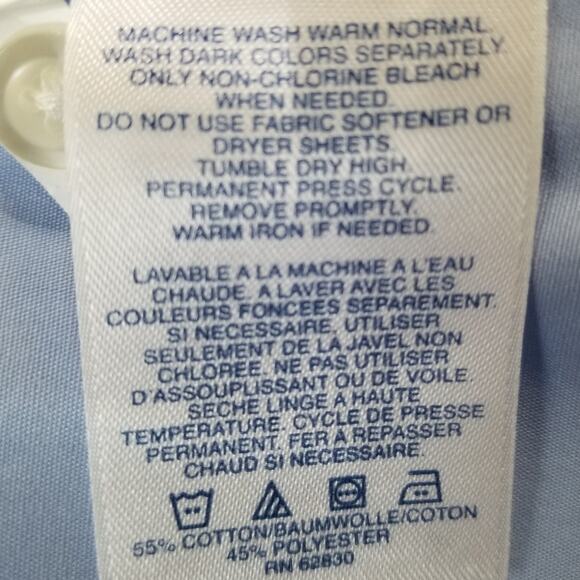 MACHINE WASH WARM NORMAL.
WASH DARK COLORS SEPARATELY.
ONLY NON-CHLORINE BLEACH
WHEN NEEDED.
DO NOT USE FABRIC SOFTENER OR
DRYER SHEETS.
TUMBLE DRY HIGH.
PERMANENT PRESS CYCLE.
REMOVE PROMPTLY.
WARM IRON IF NEEDED.
LAVABLE A LA MACHINE A L'EAU
CHAUDE. A LAVER AVEC LES
COULEURS FONCEES SEPAREMENT.
SI NECESSAIRE, UTILISER
SEULEMENT DE LA JAVEL NON
CHLOREE. NE PAS UTILISER
D'ASSOUPLISSANT OU DE VOILE.
SECHE LINGE A HAUTE
TEMPERATURE. CYCLE DE PRESSE
PERMANENT. FER A REPASSER
CHAUD SI NECESSAIRE.
55% COTTON/BAUMWOLLE/COTON
45% POLYESTER
RN 62830